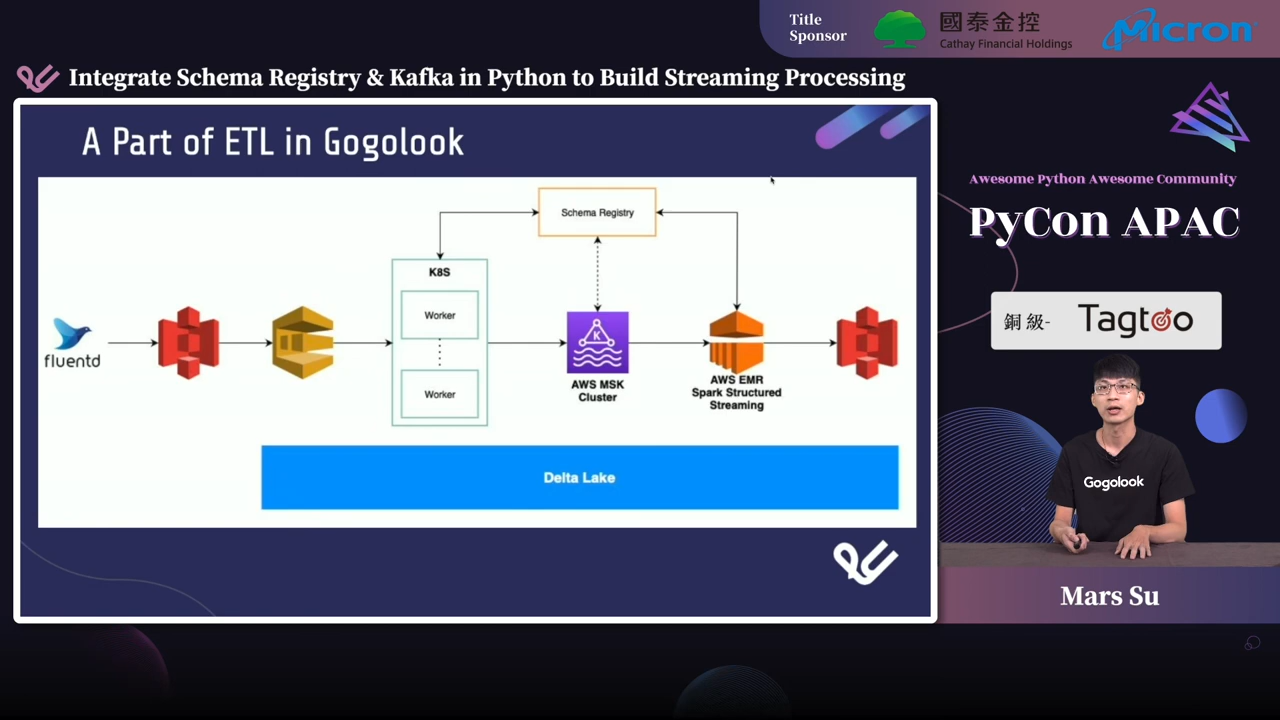 Title
Sponsor
國泰金控
Cathay Financial Holdings
Micron
Integrate Schema Registry & Kafka in Python to Build Streaming Processing
A Part of ETL in Gogolook
Schema Registry
K8S
Worker
Worker
fluentd
AWS MSK
Cluster
AWS EMR
Spark Structured
Streaming
Delta Lake
Awesome Python Awesome Community
PyCon APAC
銅級- Tagtoo
Gogolook
Mars Su